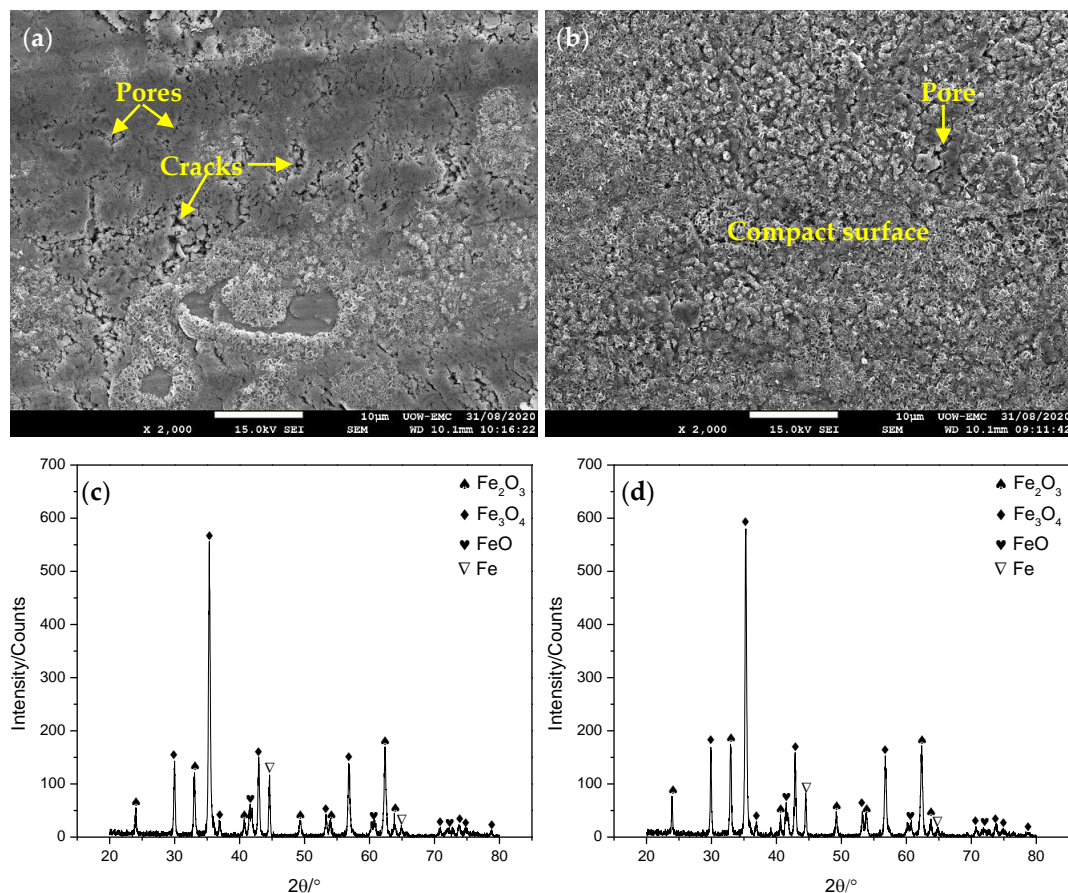 (a)
Pores
Cracks
10µm UOW-EMC 31/08/2020
X 2,000 15.0kV SEI SEM WD 10.1mm 10:16:22
(b)
Pore
Compact surface
10µm UOW-EMC 31/08/2020
X 2,000 15.0kV SEI SEM WD 10.1mm 09:11:42
(c)
Intensity/Counts
700
600
500
400
300
200
100
0
♠ Fe₂O₃
♦ Fe₃O₄
♥ FeO
▽ Fe
10 20 30 40 50 60 70 80
2θ/°
(d)
Intensity/Counts
700
600
500
400
300
200
100
0
♠ Fe₂O₃
♦ Fe₃O₄
♥ FeO
▽ Fe
10 20 30 40 50 60 70 80
2θ/°